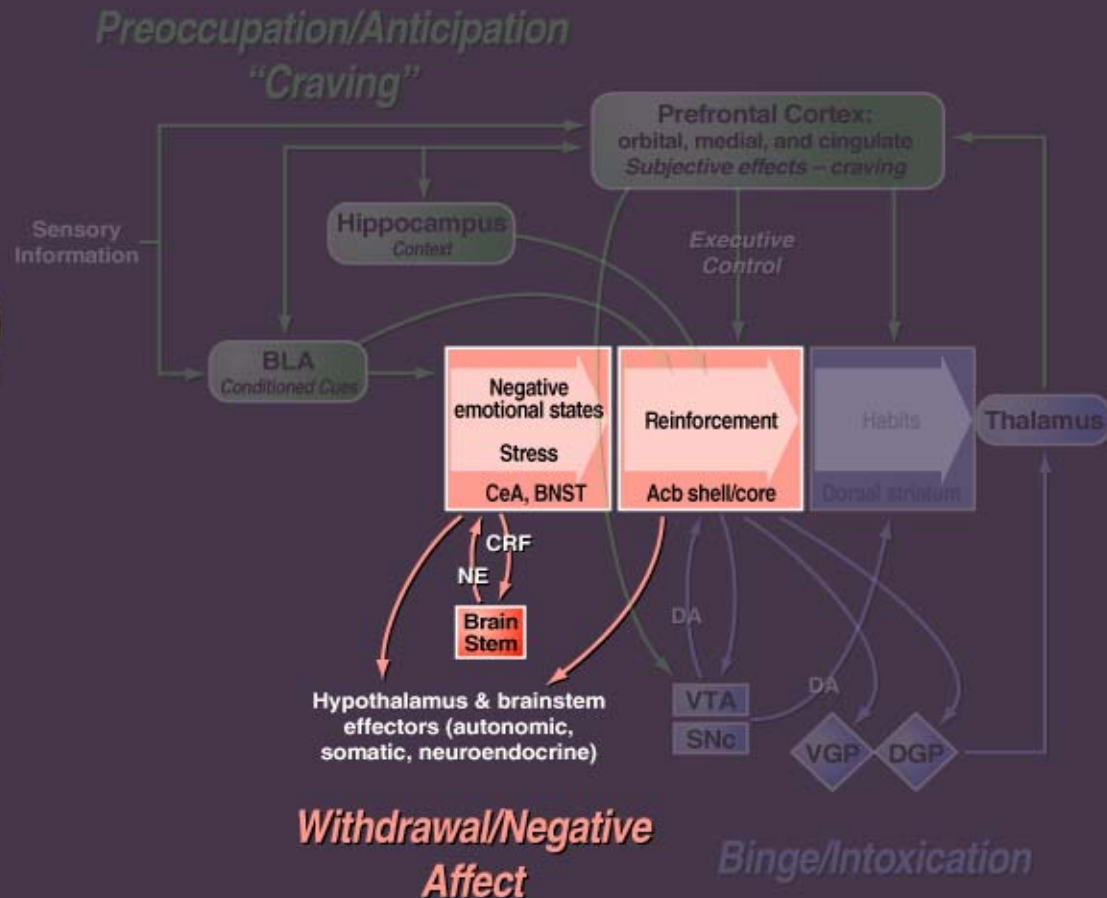 Preoccupation/Anticipation
“Craving”
Prefrontal Cortex:
orbital, medial, and cingulate
Subjective effects – craving
Sensory
Information
Hippocampus
Context
Executive
Control
BLA
Conditioned Cues
Negative
emotional states
Stress
CeA, BNST
Reinforcement
Acb shell/core
Habits
Dorsal striatum
Thalamus
CRF
NE
Brain
Stem
DA
VTA
SNc
DA
VGP
DGP
Hypothalamus & brainstem
effectors (autonomic,
somatic, neuroendocrine)
Withdrawal/Negative
Affect
Binge/Intoxication